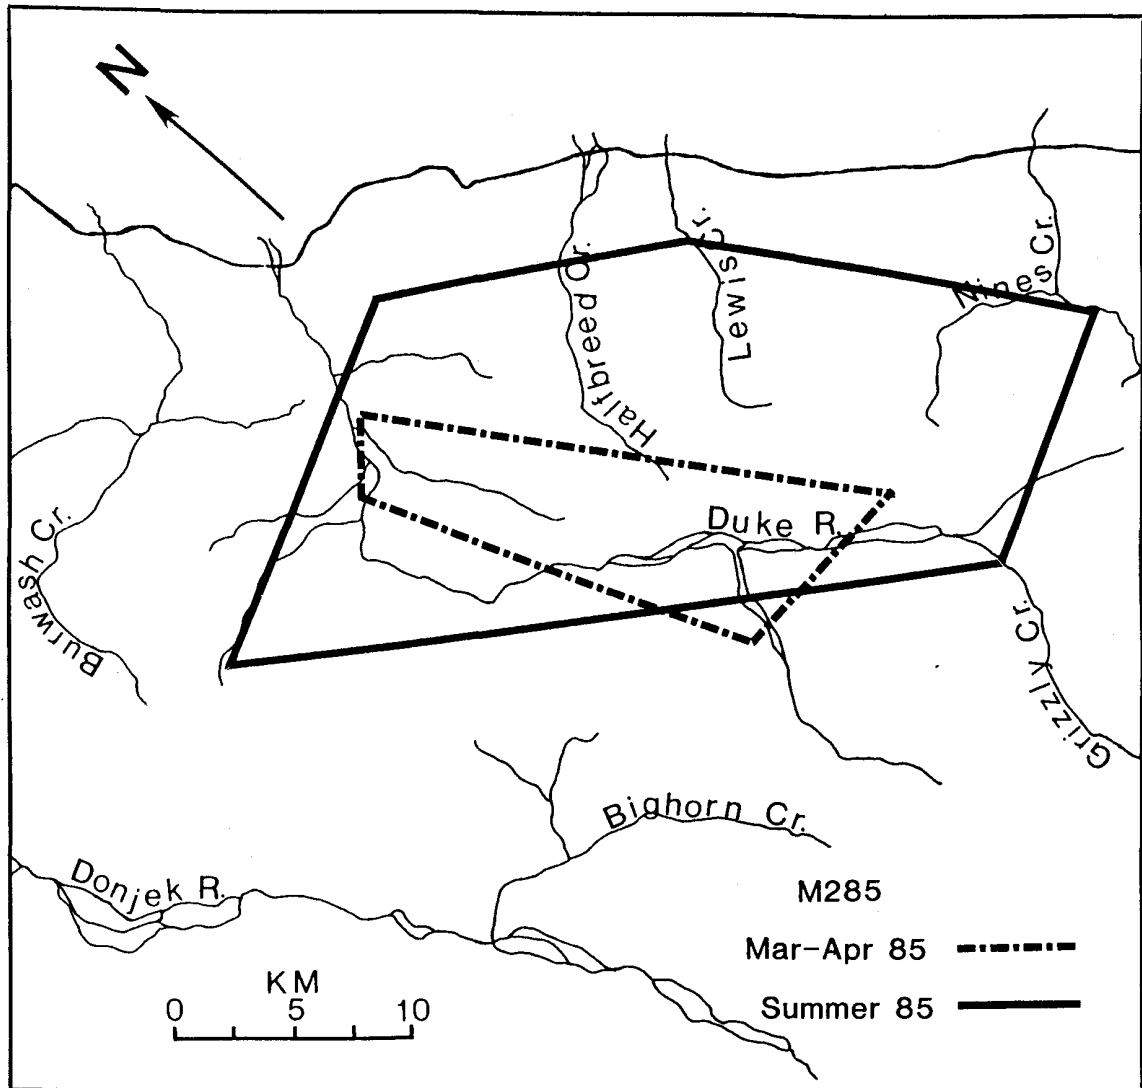 N
Halfbreed Cr.
Lewis Cr.
Nines Cr.
Burwash Cr.
Duke R.
Grizzly Cr.
Bighorn Cr.
Donjek R.
M285
Mar-Apr 85
Summer 85
KM
0 5 10